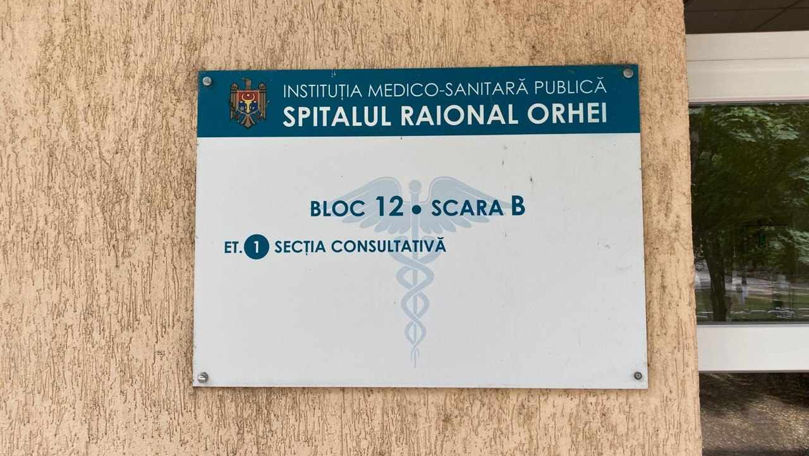 INSTITUȚIA MEDICO-SANITARĂ PUBLICĂ
SPITALUL RAIONAL ORHEI
BLOC 12 • SCARA B
ET. 1 SECȚIA CONSULTATIVĂ